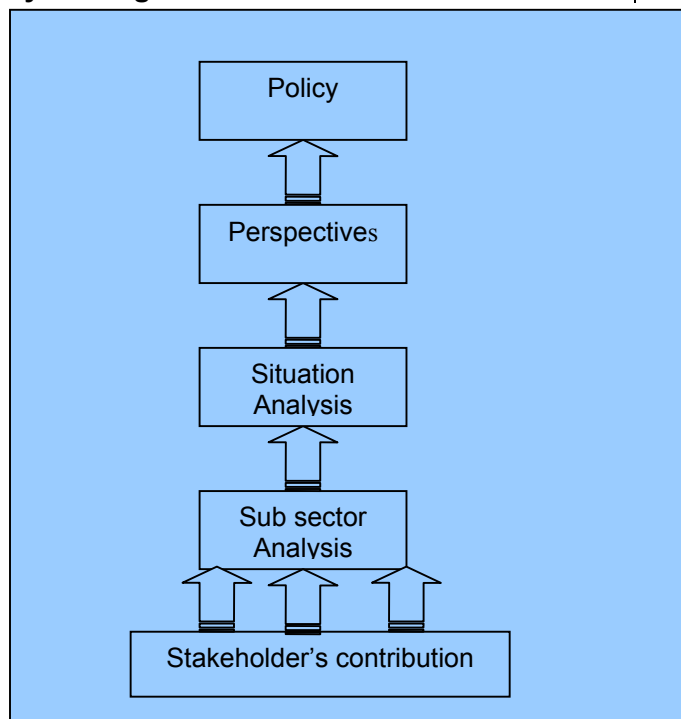 Policy
Perspectives
Situation
Analysis
Sub sector
Analysis
Stakeholder’s contribution